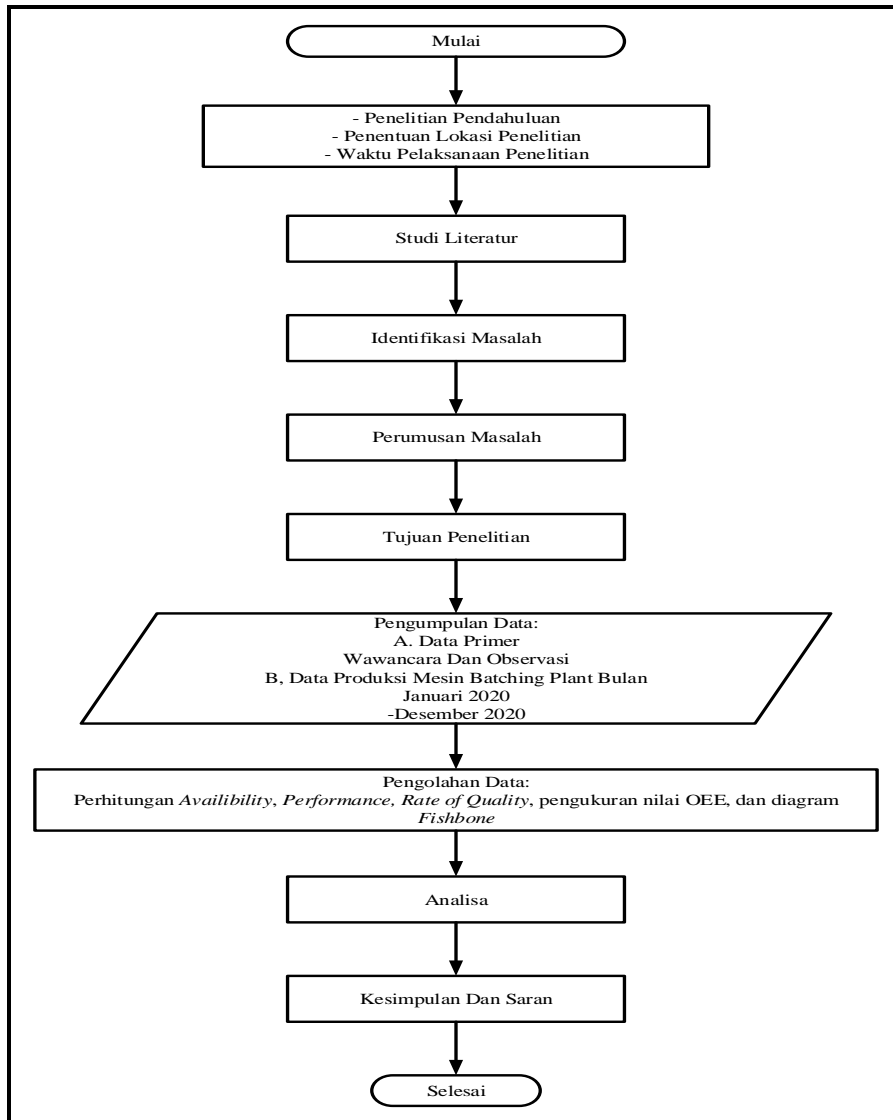 Mulai
- Penelitian Pendahuluan
- Penentuan Lokasi Penelitian
- Waktu Pelaksanaan Penelitian
Studi Literatur
Identifikasi Masalah
Perumusan Masalah
Tujuan Penelitian
Pengumpulan Data:
A. Data Primer
Wawancara Dan Observasi
B, Data Produksi Mesin Batching Plant Bulan
Januari 2020
-Desember 2020
Pengolahan Data:
Perhitungan Availibility, Performance, Rate of Quality, pengukuran nilai OEE, dan diagram
Fishbone
Analisa
Kesimpulan Dan Saran
Selesai